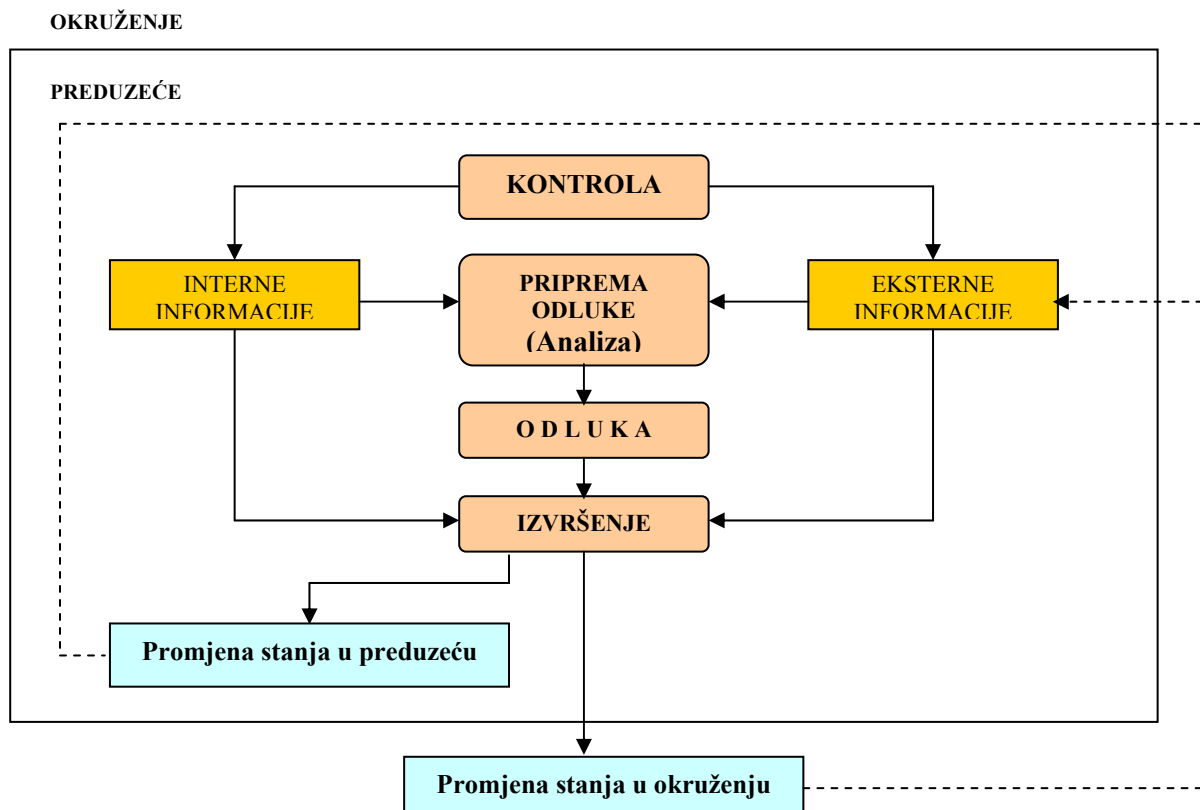 OKRUŽENJE
PREDUZEĆE
KONTROLA
INTERNE
INFORMACIJE
PRIPREMA
ODLUKE
(Analiza)
EKSTERNE
INFORMACIJE
O D L U K A
IZVRŠENJE
Promjena stanja u preduzeću
Promjena stanja u okruženju